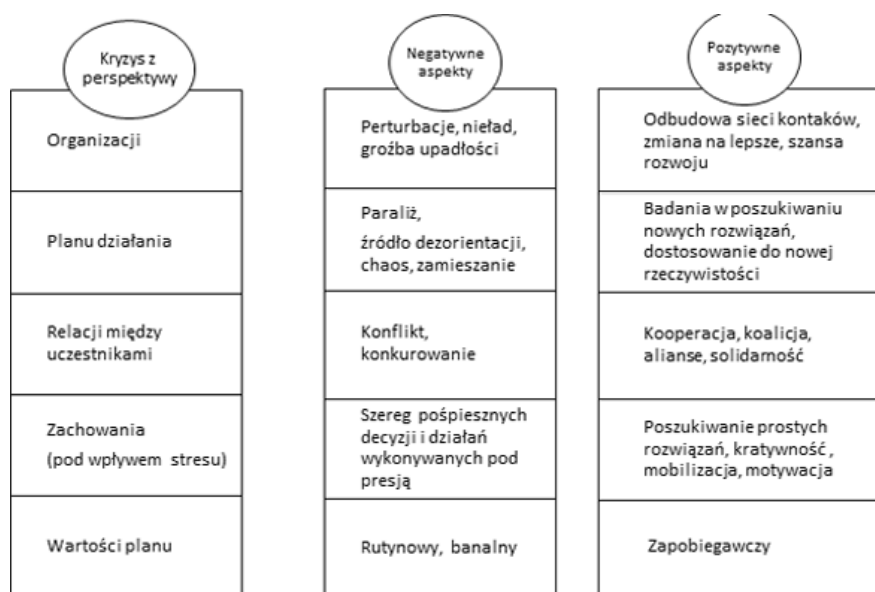 Kryzys z
perspektywy
Organizacji
Planu działania
Relacji między
uczestnikami
Zachowania
(pod wpływem stresu)
Wartości planu
Negatywne
aspekty
Perturbacje, nieład,
groźba upadłości
Paraliż,
źródło dezorientacji,
chaos, zamieszanie
Konflikt,
konkurowanie
Szereg pośpiesznych
decyzji i działań
wykonywanych pod
presją
Rutynowy, banalny
Pozytywne
aspekty
Odbudowa sieci kontaków,
zmiana na lepsze, szansa
rozwoju
Badania w poszukiwaniu
nowych rozwiązań,
dostosowanie do nowej
rzeczywistości
Kooperacja, koalicja,
alianse, solidarność
Poszukiwanie prostych
rozwiązań, kratywność ,
mobilizacja, motywacja
Zapobiegawczy